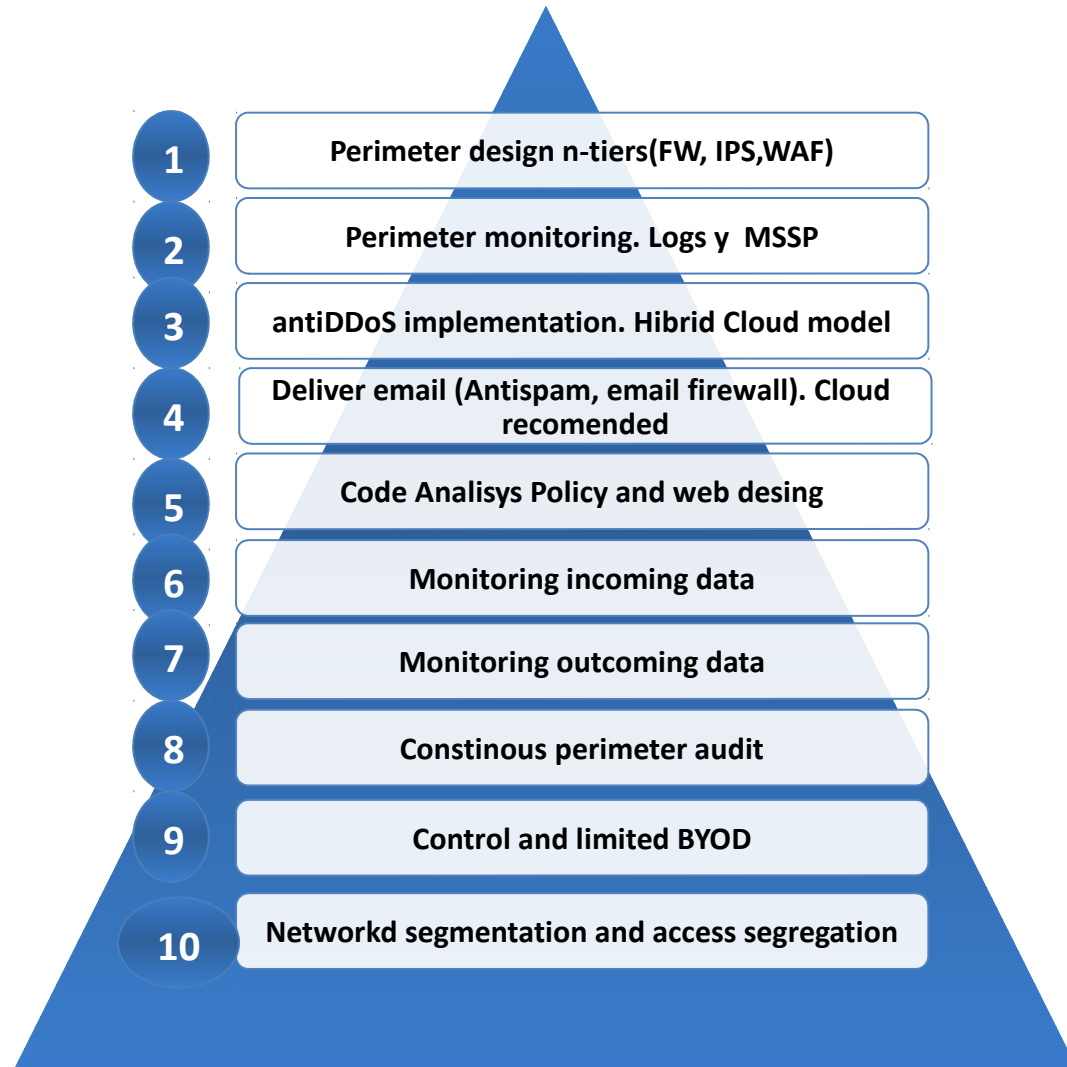 1
Perimeter design n-tiers(FW, IPS,WAF)
2
Perimeter monitoring. Logs y MSSP
3
antiDDoS implementation. Hibrid Cloud model
4
Deliver email (Antispam, email firewall). Cloud
recomended
5
Code Analisys Policy and web desing
6
Monitoring incoming data
7
Monitoring outcoming data
8
Constinous perimeter audit
9
Control and limited BYOD
10
Networkd segmentation and access segregation